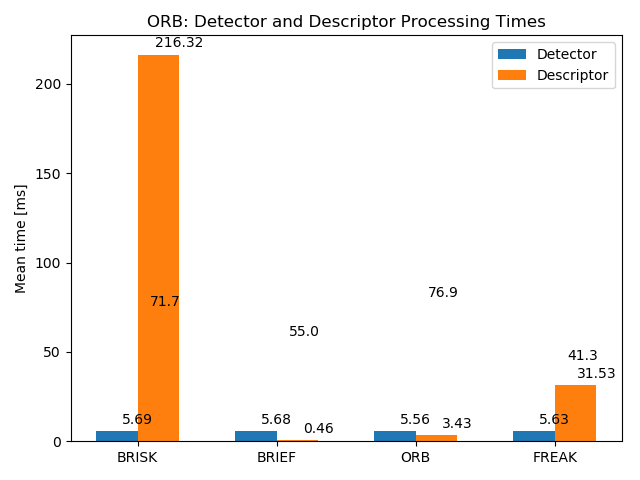 ORB: Detector and Descriptor Processing Times
Detector
Descriptor
Mean time [ms]
200
150
100
50
0
216.32
71.7
5.69
55.0
5.68
0.46
76.9
5.56
3.43
41.3
31.53
5.63
BRISK
BRIEF
ORB
FREAK